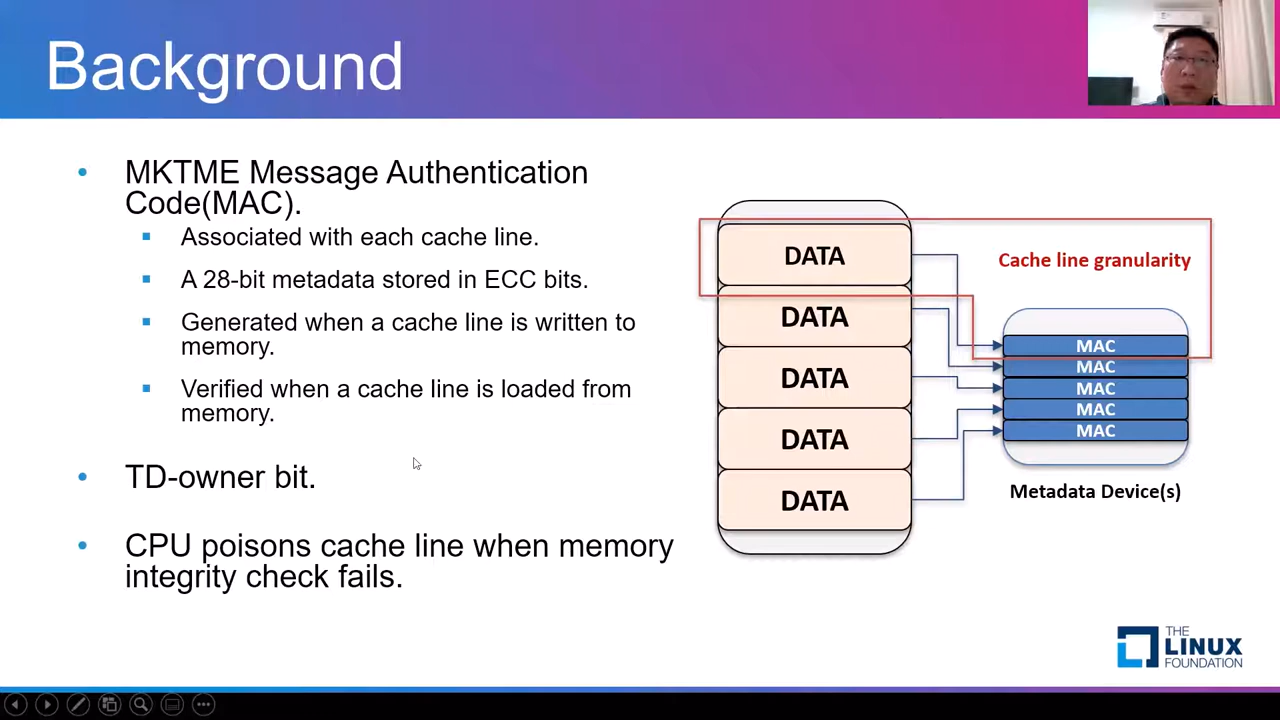 Background
MKTME Message Authentication
Code(MAC).
Associated with each cache line.
A 28-bit metadata stored in ECC bits.
Generated when a cache line is written to
memory.
Verified when a cache line is loaded from
memory.
TD-owner bit.
CPU poisons cache line when memory
integrity check fails.
DATA
DATA
DATA
DATA
DATA
Cache line granularity
MAC
MAC
MAC
MAC
MAC
Metadata Device(s)
THE
LINUX
FOUNDATION